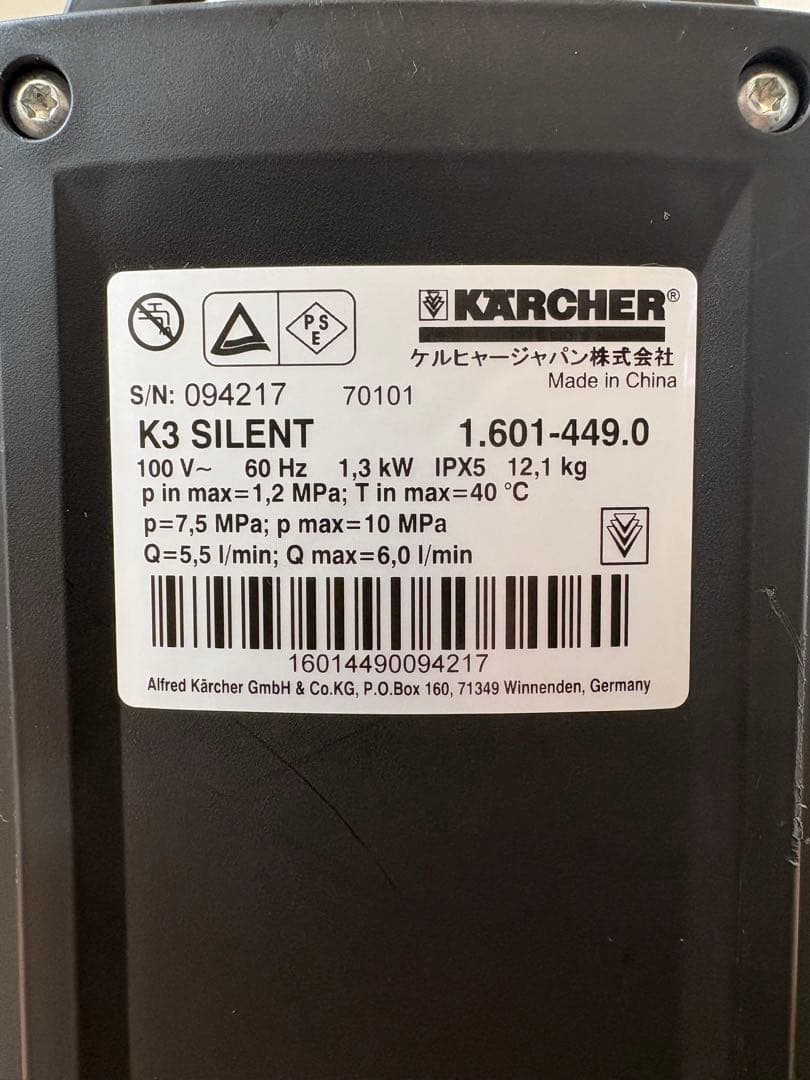 P S
E
KÄRCHER®
ケルヒャージャパン株式会社
Made in China
S/N: 094217 70101
K3 SILENT 1.601-449.0
100 V~ 60 Hz 1,3 kW IPX5 12,1 kg
p in max=1,2 MPa; T in max=40 °C
p=7,5 MPa; p max=10 MPa
Q=5,5 l/min; Q max=6,0 l/min
16014490094217
Alfred Kärcher GmbH & Co.KG, P.O.Box 160, 71349 Winnenden, Germany